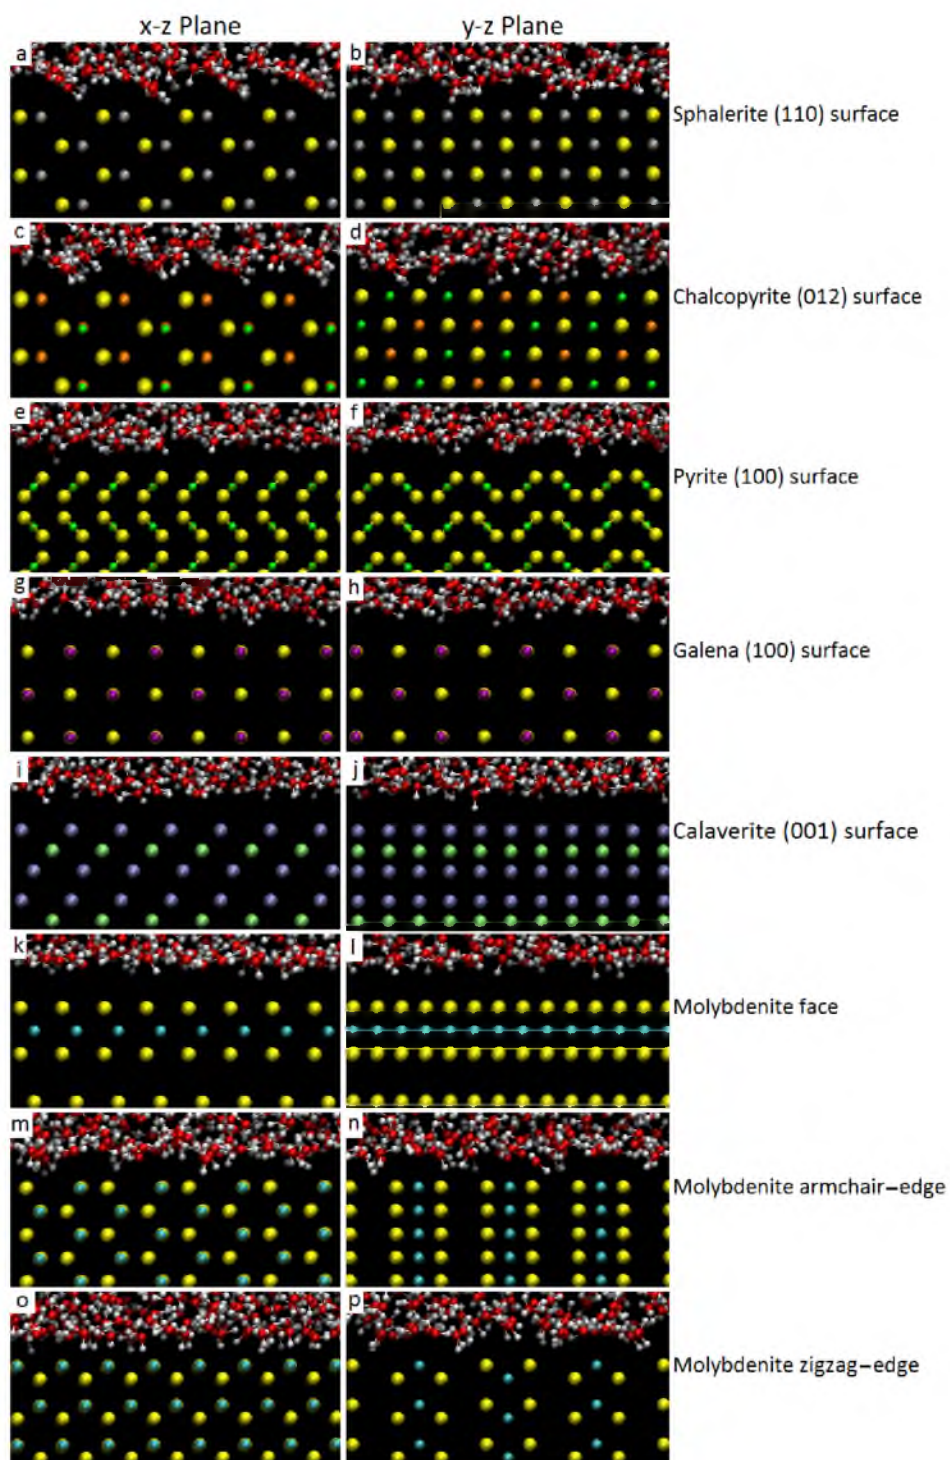 x-z Plane
y-z Plane
a
b
Sphalerite (110) surface
c
d
Chalcopyrite (012) surface
e
f
Pyrite (100) surface
g
h
Galena (100) surface
i
j
Calaverite (001) surface
k
l
Molybdenite face
m
n
Molybdenite armchair–edge
o
p
Molybdenite zigzag–edge